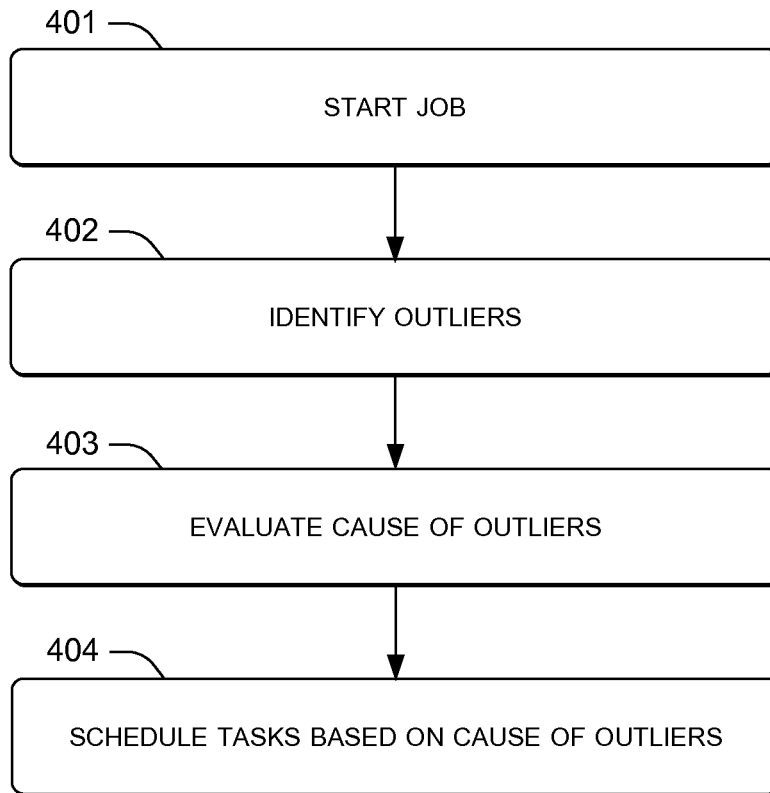 401
START JOB
402
IDENTIFY OUTLIERS
403
EVALUATE CAUSE OF OUTLIERS
404
SCHEDULE TASKS BASED ON CAUSE OF OUTLIERS